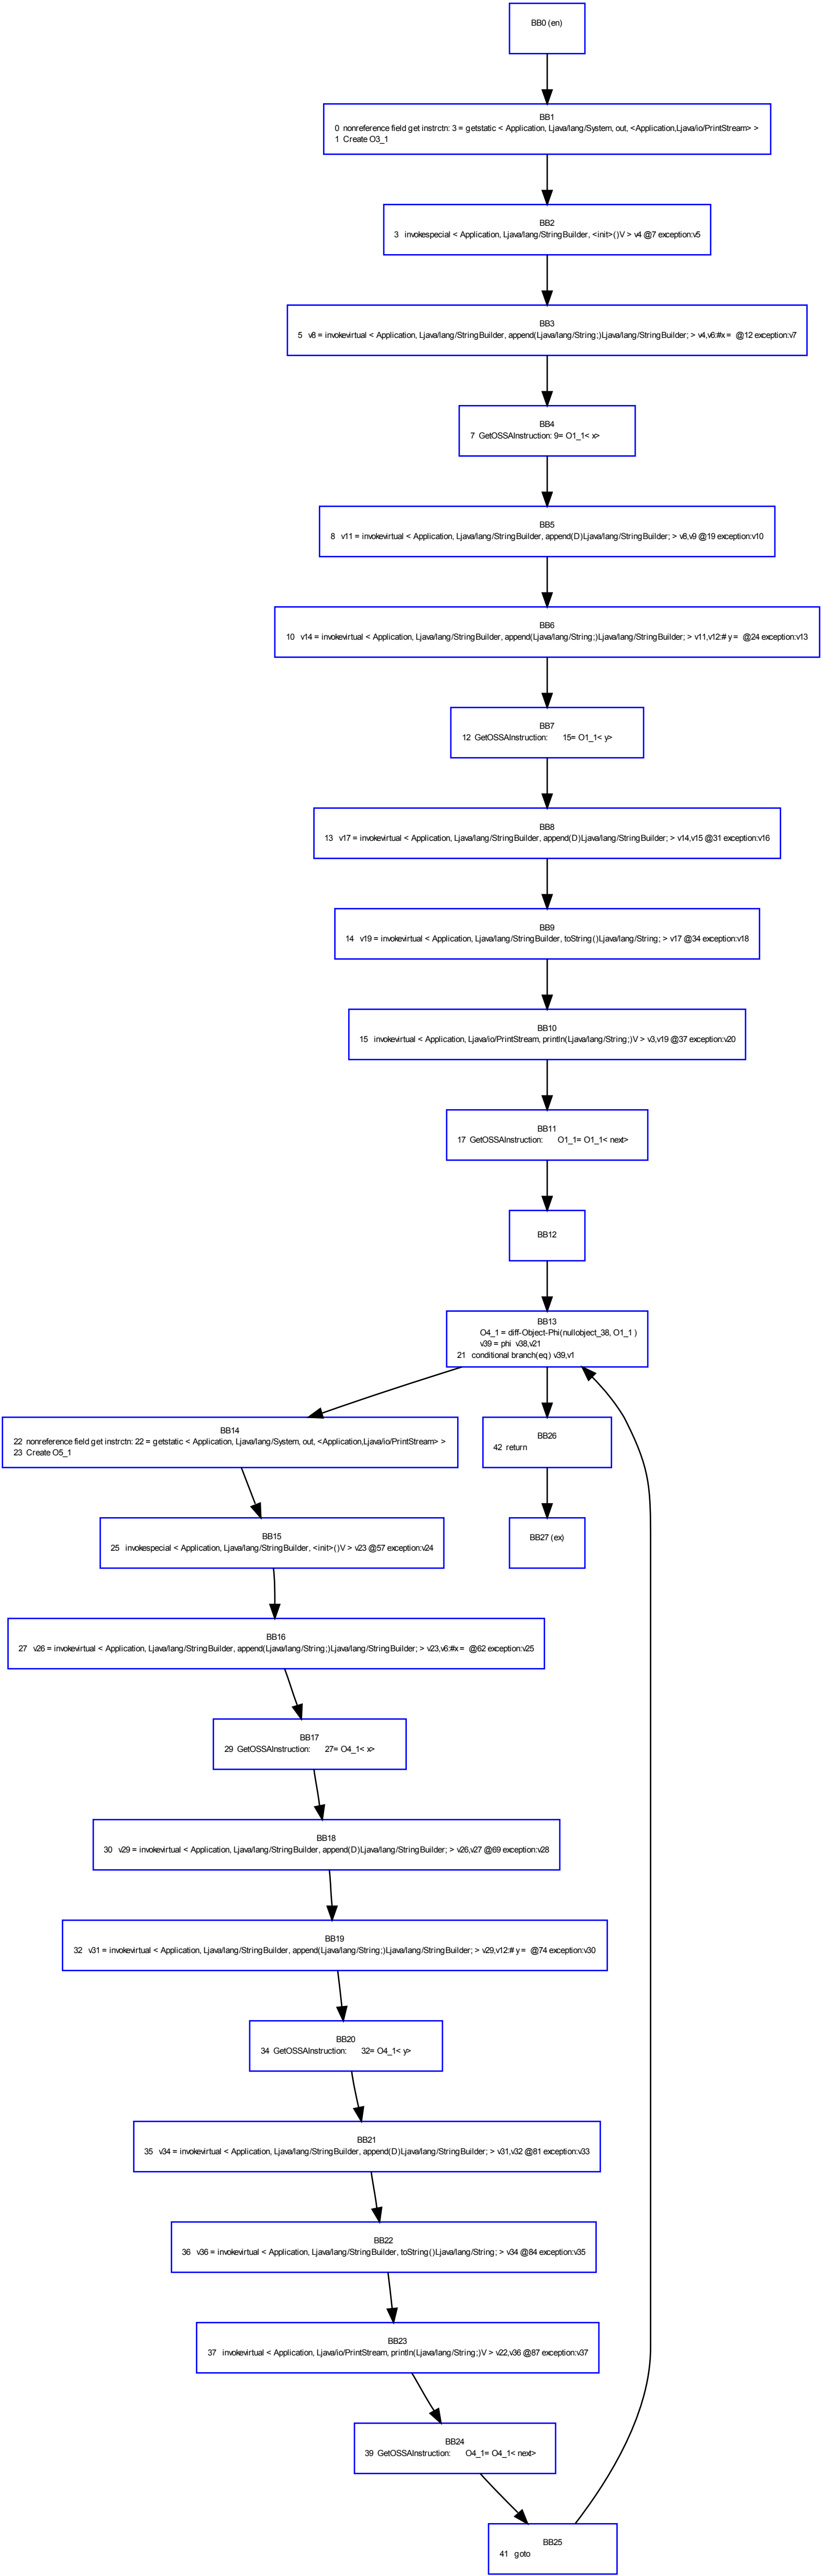 BB0 (en)
BB1
0 nonreference field get instrctn: 3 = getstatic < Application, Ljava/lang/System, out, <Application,Ljava/io/PrintStream> >
1 Create O3_1
BB2
3 invokespecial < Application, Ljava/lang/StringBuilder, <init>()V > v4 @7 exception:v5
BB3
5 v8 = invokevirtual < Application, Ljava/lang/StringBuilder, append(Ljava/lang/String;)Ljava/lang/StringBuilder; > v4,v6:#x = @12 exception:v7
BB4
7 GetOSSAInstruction: 9= O1_1< x>
BB5
8 v11 = invokevirtual < Application, Ljava/lang/StringBuilder, append(D)Ljava/lang/StringBuilder; > v8,v9 @19 exception:v10
BB6
10 v14 = invokevirtual < Application, Ljava/lang/StringBuilder, append(Ljava/lang/String;)Ljava/lang/StringBuilder; > v11,v12:# y = @24 exception:v13
BB7
12 GetOSSAInstruction: 15= O1_1< y>
BB8
13 v17 = invokevirtual < Application, Ljava/lang/StringBuilder, append(D)Ljava/lang/StringBuilder; > v14,v15 @31 exception:v16
BB9
14 v19 = invokevirtual < Application, Ljava/lang/StringBuilder, toString()Ljava/lang/String; > v17 @34 exception:v18
BB10
15 invokevirtual < Application, Ljava/io/PrintStream, println(Ljava/lang/String;)V > v3,v19 @37 exception:v20
BB11
17 GetOSSAInstruction: O1_1= O1_1< next>
BB12
BB13
O4_1 = diff-Object-Phi(nullobject_38, O1_1 )
v39 = phi v38,v21
21 conditional branch(eq) v39,v1
BB14
22 nonreference field get instrctn: 22 = getstatic < Application, Ljava/lang/System, out, <Application,Ljava/io/PrintStream> >
23 Create O5_1
BB26
42 return
BB15
25 invokespecial < Application, Ljava/lang/StringBuilder, <init>()V > v23 @57 exception:v24
BB27 (ex)
BB16
27 v26 = invokevirtual < Application, Ljava/lang/StringBuilder, append(Ljava/lang/String;)Ljava/lang/StringBuilder; > v23,v6:#x = @62 exception:v25
BB17
29 GetOSSAInstruction: 27= O4_1< x>
BB18
30 v29 = invokevirtual < Application, Ljava/lang/StringBuilder, append(D)Ljava/lang/StringBuilder; > v26,v27 @69 exception:v28
BB19
32 v31 = invokevirtual < Application, Ljava/lang/StringBuilder, append(Ljava/lang/String;)Ljava/lang/StringBuilder; > v29,v12:# y = @74 exception:v30
BB20
34 GetOSSAInstruction: 32= O4_1< y>
BB21
35 v34 = invokevirtual < Application, Ljava/lang/StringBuilder, append(D)Ljava/lang/StringBuilder; > v31,v32 @81 exception:v33
BB22
36 v36 = invokevirtual < Application, Ljava/lang/StringBuilder, toString()Ljava/lang/String; > v34 @84 exception:v35
BB23
37 invokevirtual < Application, Ljava/io/PrintStream, println(Ljava/lang/String;)V > v22,v36 @87 exception:v37
BB24
39 GetOSSAInstruction: O4_1= O4_1< next>
BB25
41 goto